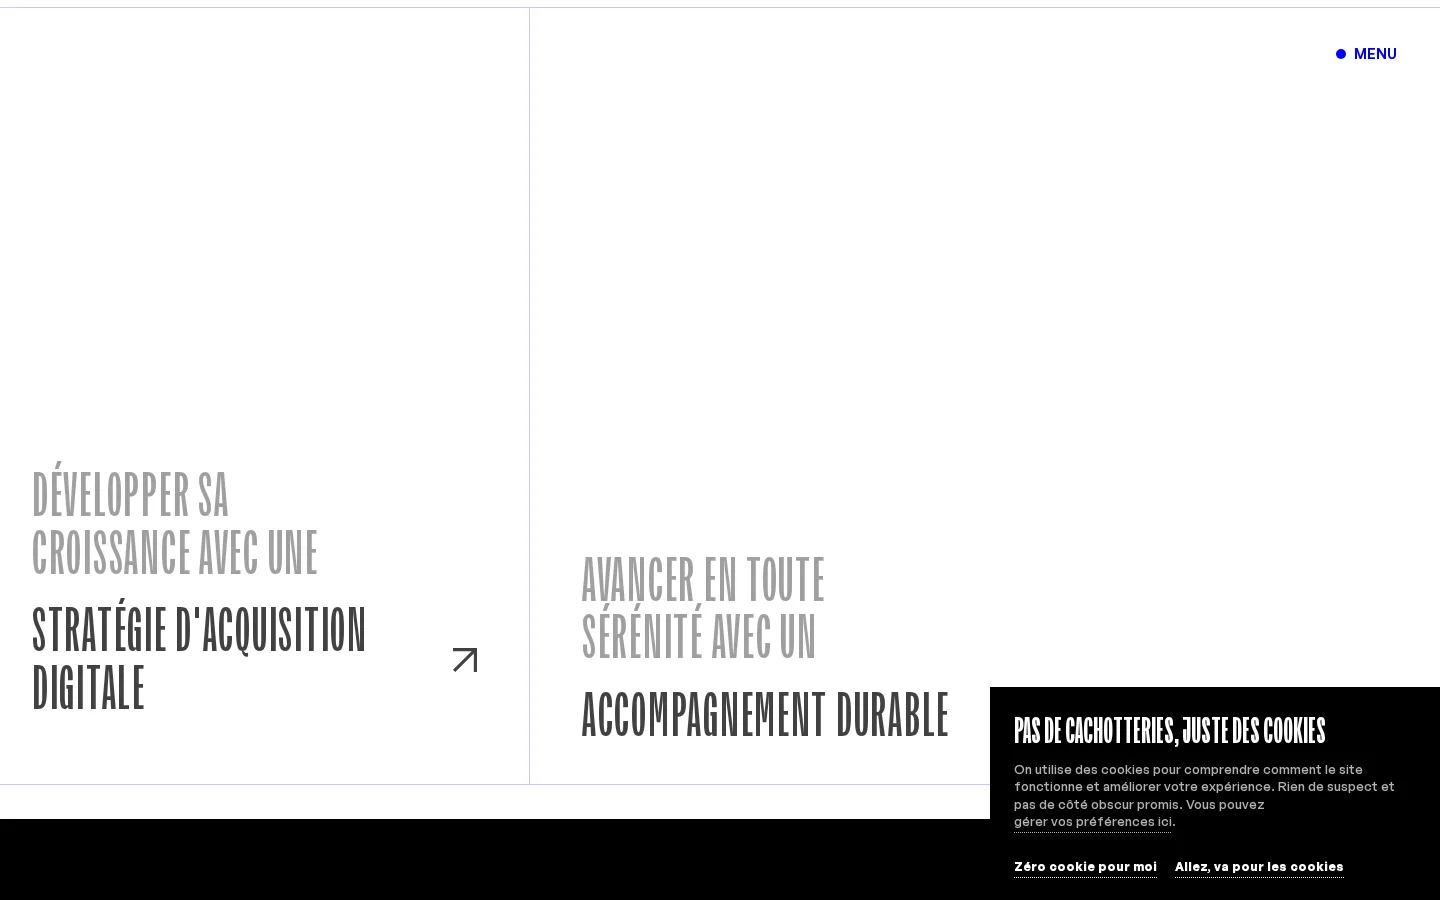 MENU
DÉVELOPPER SA
CROISSANCE AVEC UNE
STRATÉGIE D'ACQUISITION
DIGITALE
AVANCER EN TOUTE
SÉRÉNITÉ AVEC UN
ACCOMPAGNEMENT DURABLE
PAS DE CACHOTTERIES, JUSTE DES COOKIES
On utilise des cookies pour comprendre comment le site
fonctionne et améliorer votre expérience. Rien de suspect et
pas de côté obscur promis. Vous pouvez
gérer vos préférences ici.
Zéro cookie pour moi
Allez, va pour les cookies